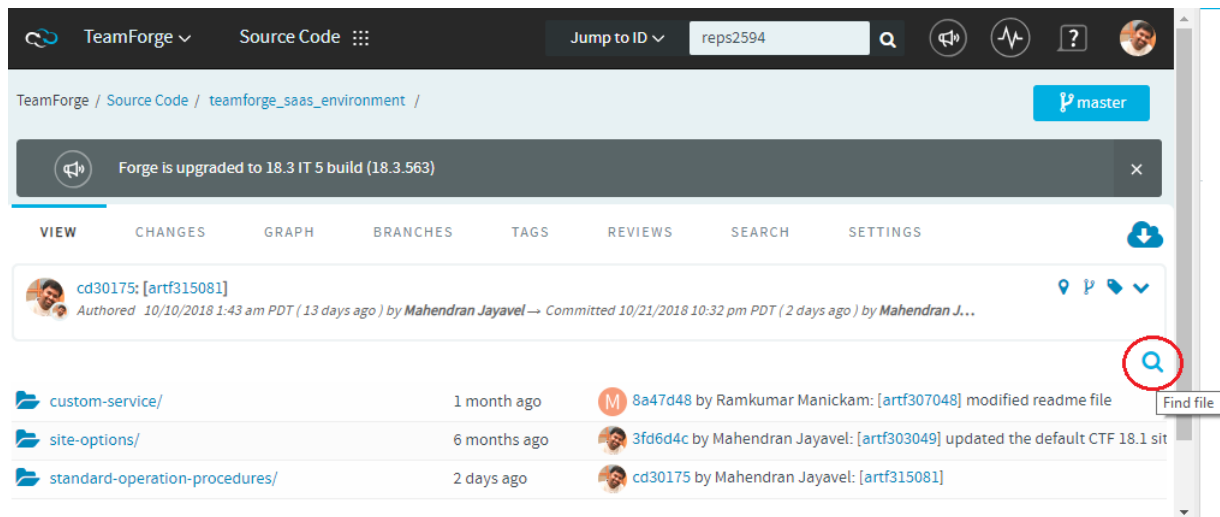 TeamForge Source Code Jump to ID reps2594 ?
TeamForge / Source Code / teamforge_saas_environment / master
Forge is upgraded to 18.3 IT 5 build (18.3.563) ×
VIEW CHANGES GRAPH BRANCHES TAGS REVIEWS SEARCH SETTINGS
cd30175: [artf315081]
Authored 10/10/2018 1:43 am PDT ( 13 days ago ) by Mahendran Jayavel → Committed 10/21/2018 10:32 pm PDT ( 2 days ago ) by Mahendran J...
custom-service/ 1 month ago M 8a47d48 by Ramkumar Manickam: [artf307048] modified readme file
Find file
site-options/ 6 months ago 3fd6d4c by Mahendran Jayavel: [artf303049] updated the default CTF 18.1 sit
standard-operation-procedures/ 2 days ago cd30175 by Mahendran Jayavel: [artf315081]